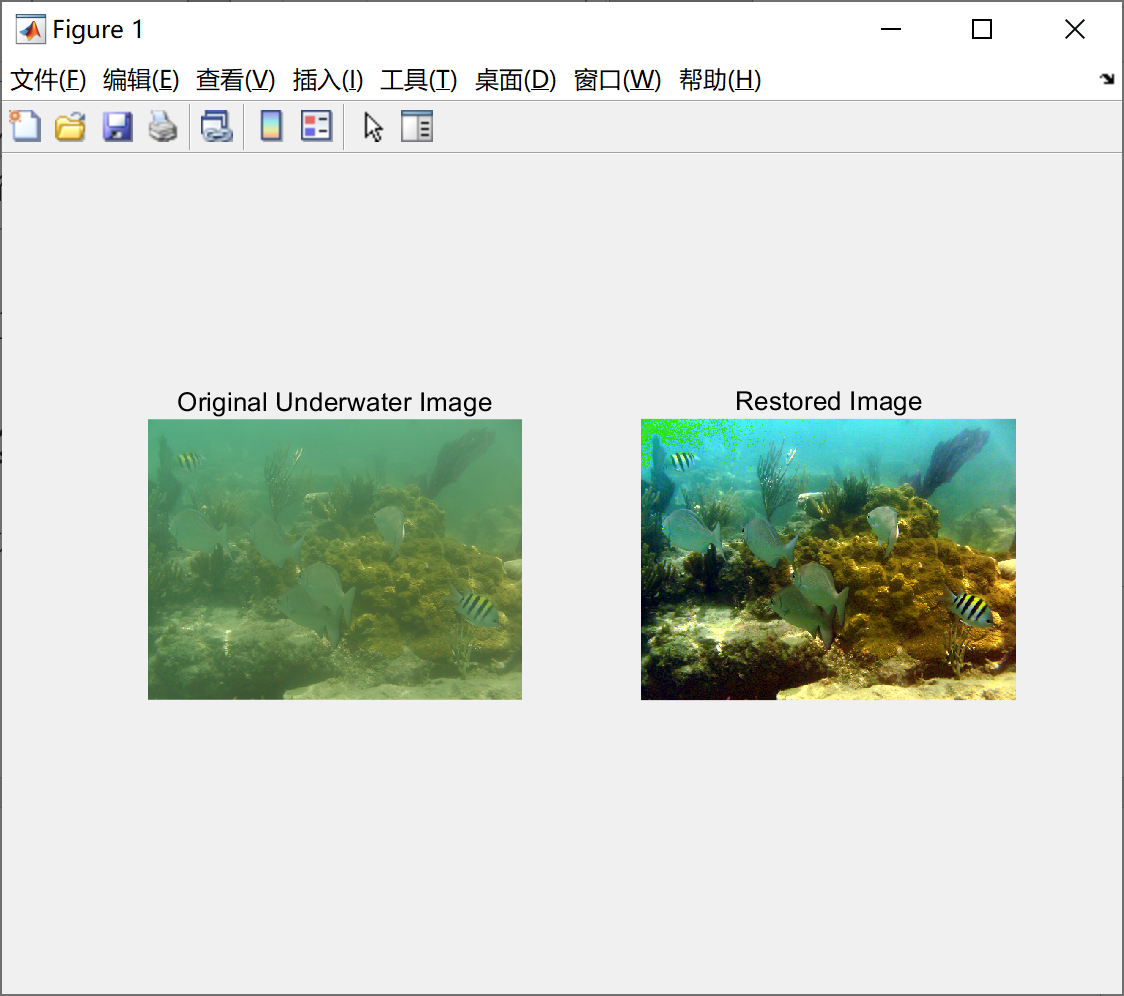 Figure 1
文件(F) 编辑(E) 查看(V) 插入(I) 工具(T) 桌面(D) 窗口(W) 帮助(H)
Original Underwater Image
Restored Image